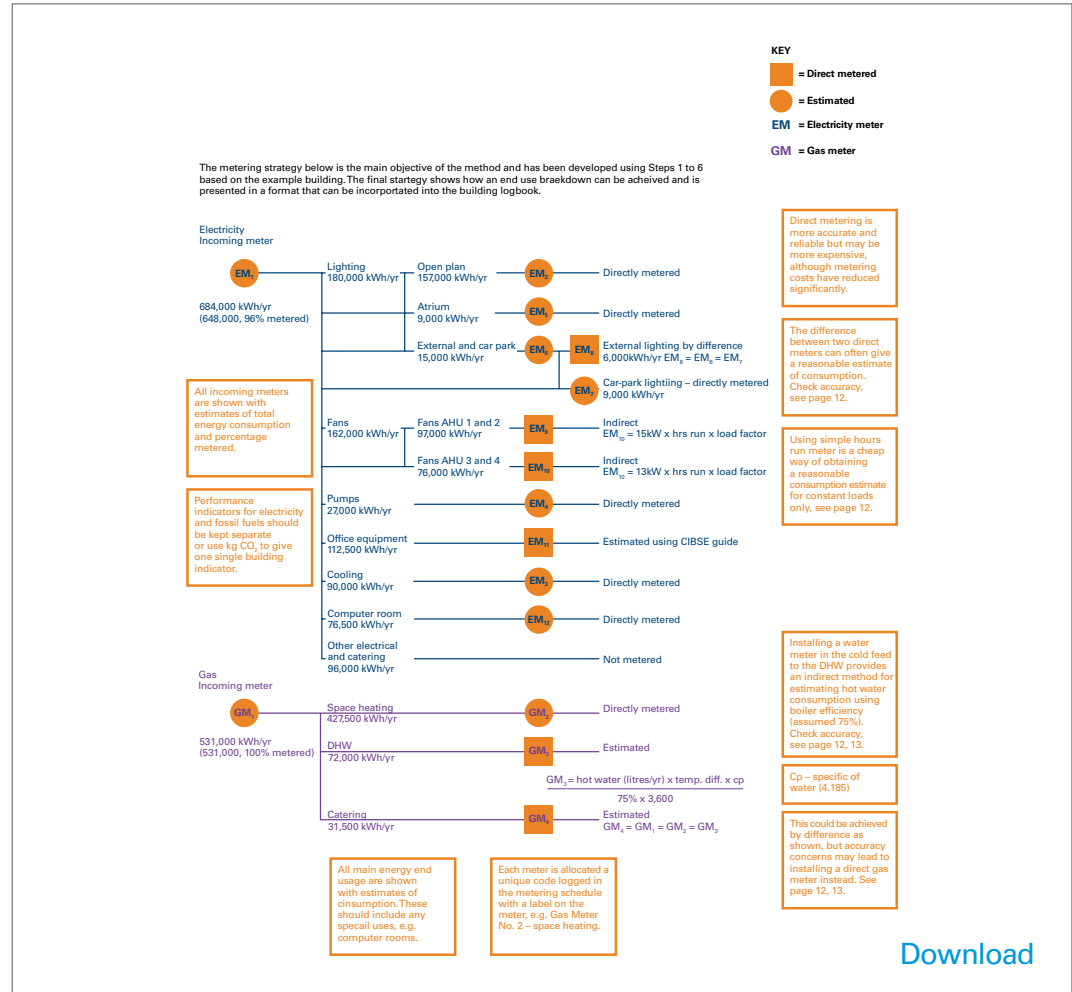 KEY
= Direct metered
= Estimated
EM = Electricity meter
GM = Gas meter
The metering strategy below is the main objective of the method and has been developed using Steps 1 to 6
based on the example building. The final startegy shows how an end use braekdown can be acheived and is
presented in a format that can be incorportated into the building logbook.
Electricity
Incoming meter
EM₁
684,000 kWh/yr
(648,000, 96% metered)
Lighting
180,000 kWh/yr
Open plan
157,000 kWh/yr
EM₂
Directly metered
Atrium
9,000 kWh/yr
EM₅
Directly metered
External and car park
15,000 kWh/yr
EM₆
EM₈
External lighting by difference
6,000kWh/yr EM₈ = EM₆ = EM₇
EM₇
Car-park lightiing – directly metered
9,000 kWh/yr
Fans
162,000 kWh/yr
Fans AHU 1 and 2
97,000 kWh/yr
EM₉
Indirect
EM₁₀ = 15kW x hrs run x load factor
Fans AHU 3 and 4
76,000 kWh/yr
EM₁₀
Indirect
EM₁₀ = 13kW x hrs run x load factor
Pumps
27,000 kWh/yr
EM₄
Directly metered
Office equipment
112,500 kWh/yr
EM₁₁
Estimated using CIBSE guide
Cooling
90,000 kWh/yr
EM₃
Directly metered
Computer room
76,500 kWh/yr
EM₁₂
Directly metered
Other electrical
and catering
96,000 kWh/yr
Not metered
Gas
Incoming meter
GM₁
531,000 kWh/yr
(531,000, 100% metered)
Space heating
427,500 kWh/yr
GM₂
Directly metered
DHW
72,000 kWh/yr
GM₃
Estimated
GM₃ = hot water (litres/yr) x temp. diff. x cp
75% x 3,600
Catering
31,500 kWh/yr
GM₄
Estimated
GM₄ = GM₁ = GM₂ = GM₃
All incoming meters
are shown with
estimates of total
energy consumption
and percentage
metered.
Performance
indicators for electricity
and fossil fuels should
be kept separate
or use kg CO₂ to give
one single building
indicator.
Direct metering is
more accurate and
reliable but may be
more expensive,
although metering
costs have reduced
significantly.
The difference
between two direct
meters can often give
a reasonable estimate
of consumption.
Check accuracy,
see page 12.
Using simple hours
run meter is a cheap
way of obtaining
a reasonable
consumption estimate
for constant loads
only, see page 12.
Installing a water
meter in the cold feed
to the DHW provides
an indirect method for
estimating hot water
consumption using
boiler efficiency
(assumed 75%).
Check accuracy,
see page 12, 13.
Cp – specific of
water (4.185)
This could be achieved
by difference as
shown, but accuracy
concerns may lead to
installing a direct gas
meter instead. See
page 12, 13.
All main energy end
usage are shown
with estimates of
cinsumption. These
should include any
specail uses, e.g.
computer rooms.
Each meter is allocated a
unique code logged in
the metering schedule
with a label on the
meter, e.g. Gas Meter
No. 2 – space heating.
Download